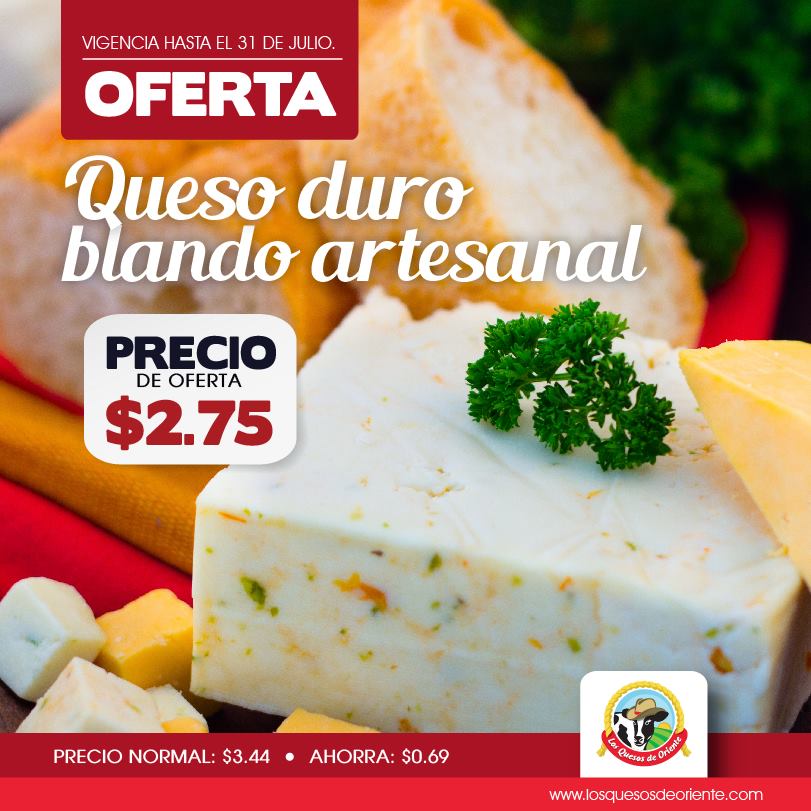 VIGENCIA HASTA EL 31 DE JULIO.
OFERTA
Queso duro
blando artesanal
PRECIO
DE OFERTA
$2.75
Los Quesos de Oriente
PRECIO NORMAL: $3.44 • AHORRA: $0.69
www.losquesosdeoriente.com